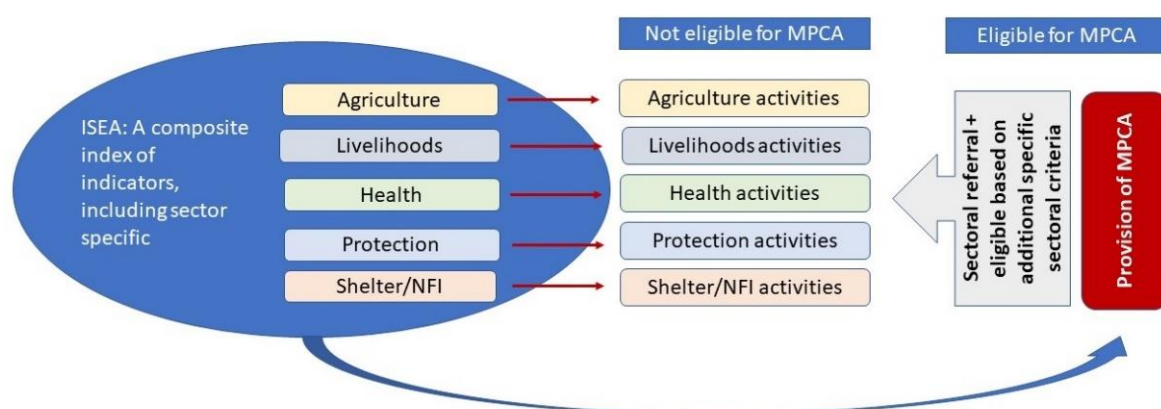 Not eligible for MPCA
Eligible for MPCA
ISEA: A composite
index of
indicators,
including sector
specific
Agriculture
Livelihoods
Health
Protection
Shelter/NFI
Agriculture activities
Livelihoods activities
Health activities
Protection activities
Shelter/NFI activities
Sectoral referral +
eligible based on
additional specific
sectoral criteria
Provision of MPCA